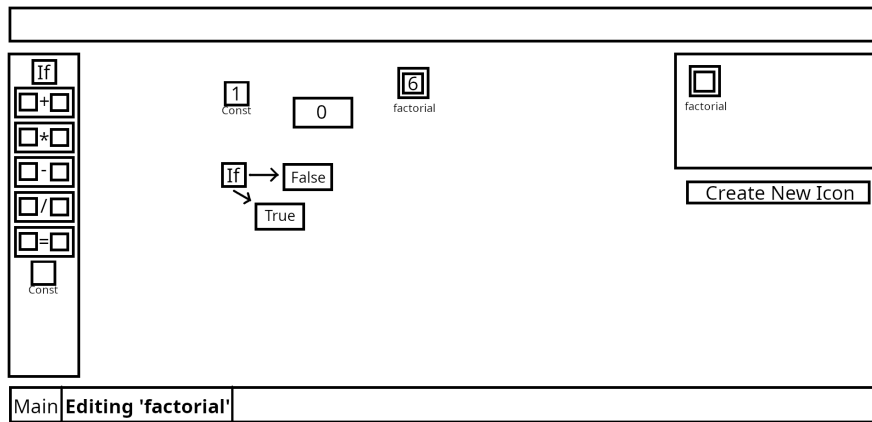 If
+
*
-
/
=
Const
1
Const
0
6
factorial
If
False
True
factorial
Create New Icon
Main
Editing 'factorial'